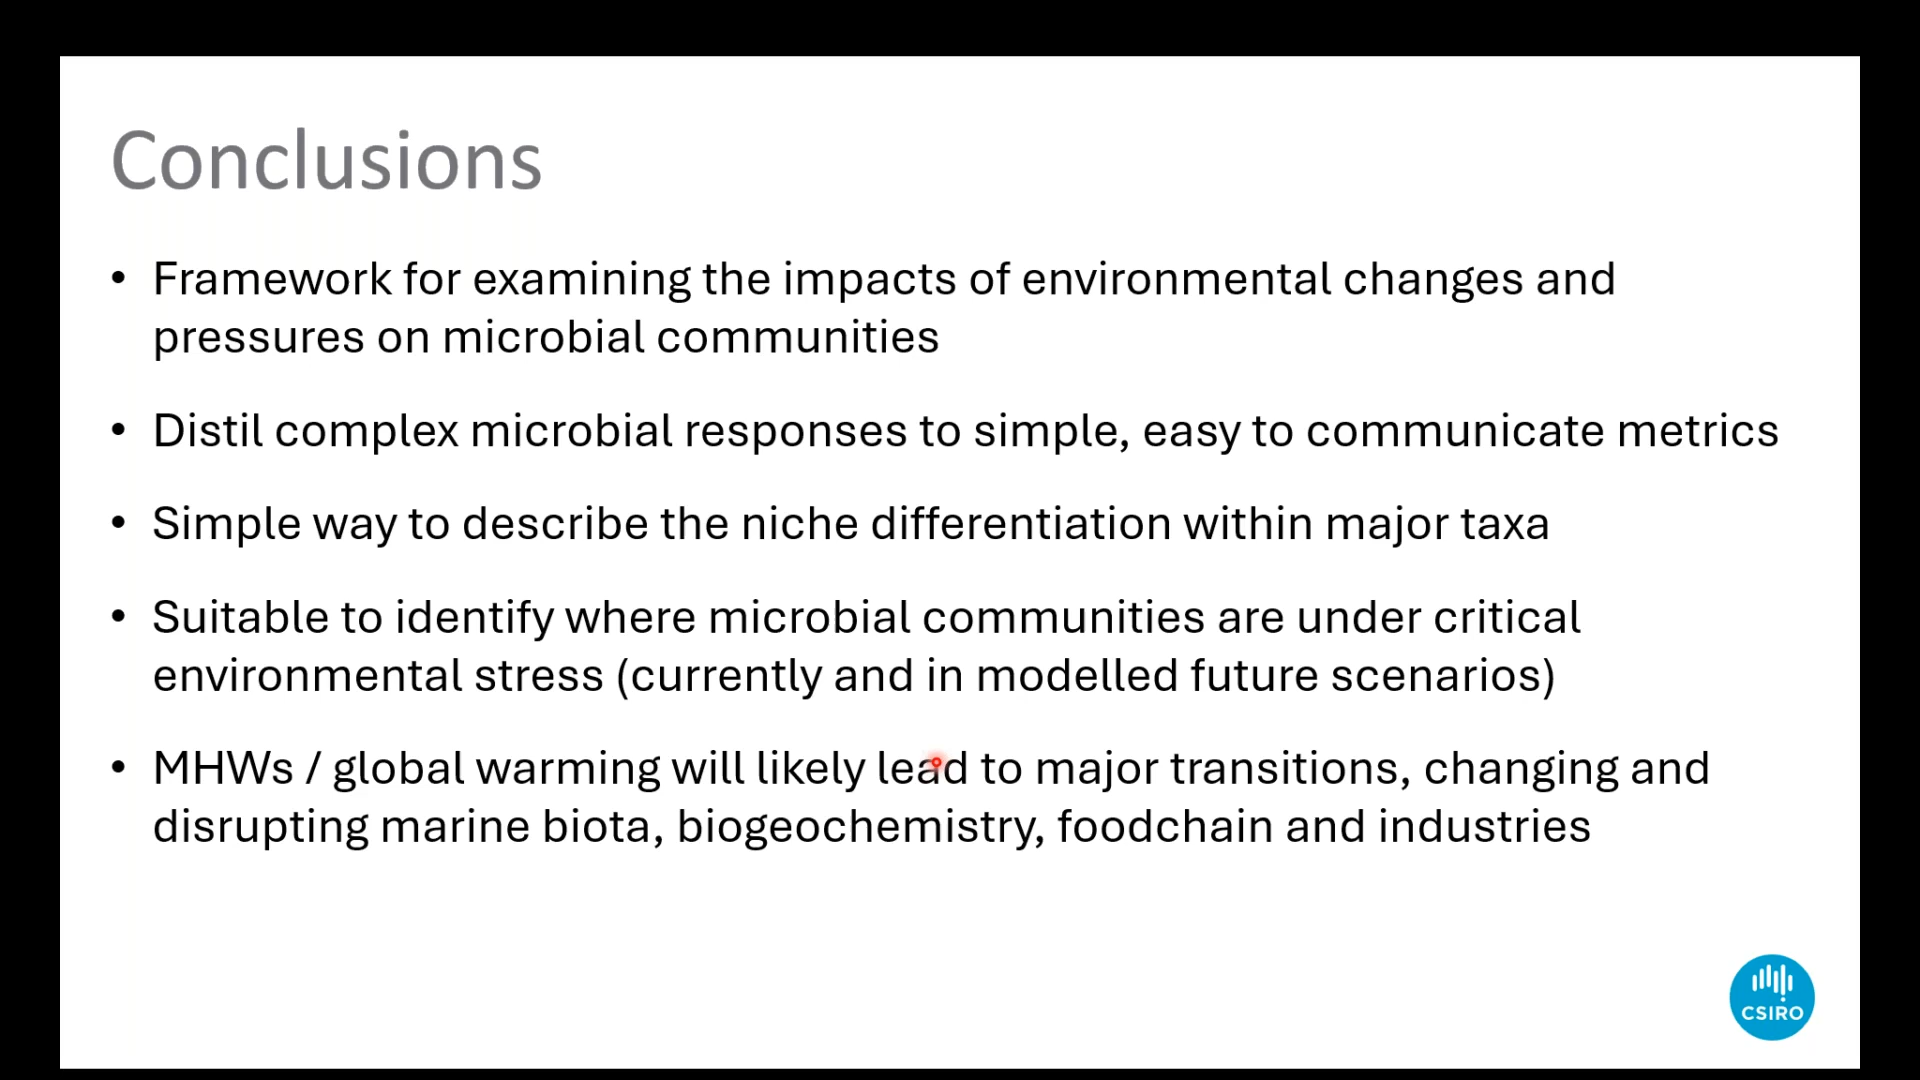 Conclusions
• Framework for examining the impacts of environmental changes and
pressures on microbial communities
• Distil complex microbial responses to simple, easy to communicate metrics
• Simple way to describe the niche differentiation within major taxa
• Suitable to identify where microbial communities are under critical
environmental stress (currently and in modelled future scenarios)
• MHWs / global warming will likely lead to major transitions, changing and
disrupting marine biota, biogeochemistry, foodchain and industries
CSIRO